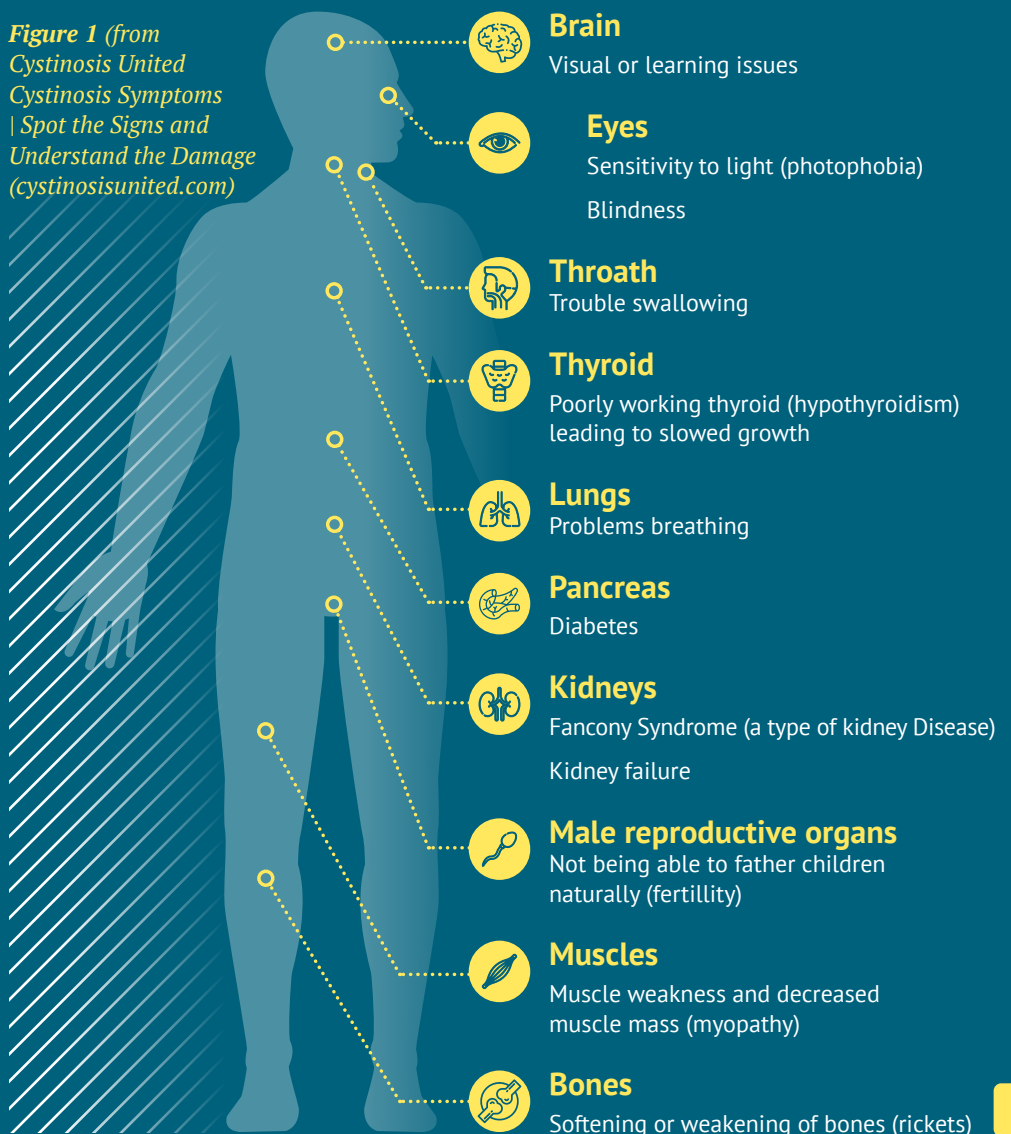 Figure 1 (from
Cystinosis United
Cystinosis Symptoms
| Spot the Signs and
Understand the Damage
(cystinosisunited.com)
Brain
Visual or learning issues
Eyes
Sensitivity to light (photophobia)
Blindness
Throath
Trouble swallowing
Thyroid
Poorly working thyroid (hypothyroidism)
leading to slowed growth
Lungs
Problems breathing
Pancreas
Diabetes
Kidneys
Fancony Syndrome (a type of kidney Disease)
Kidney failure
Male reproductive organs
Not being able to father children
naturally (fertillity)
Muscles
Muscle weakness and decreased
muscle mass (myopathy)
Bones
Softening or weakening of bones (rickets)